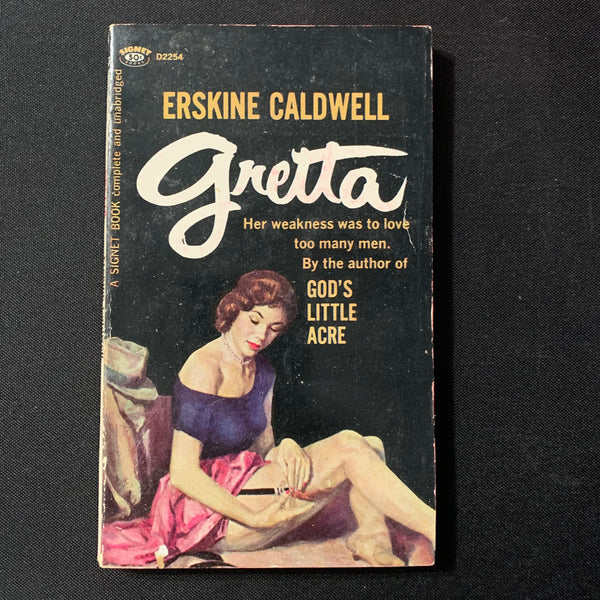 SIGNET
50¢
BOOKS
D2254
A SIGNET BOOK complete and unabridged
ERSKINE CALDWELL
gretta
Her weakness was to love
too many men.
By the author of
GOD'S
LITTLE
ACRE